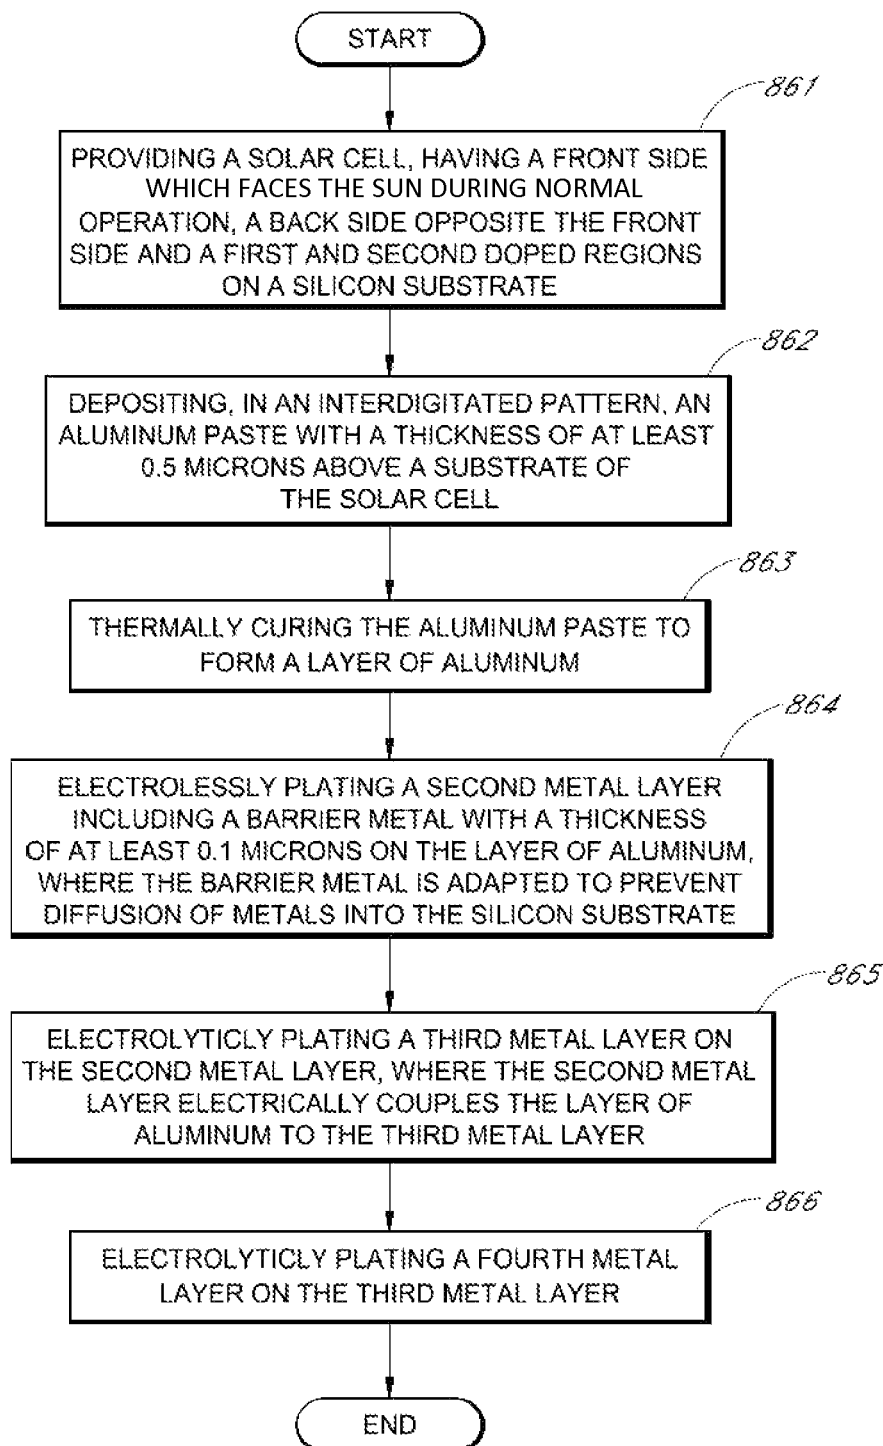 START
861
PROVIDING A SOLAR CELL, HAVING A FRONT SIDE
WHICH FACES THE SUN DURING NORMAL
OPERATION, A BACK SIDE OPPOSITE THE FRONT
SIDE AND A FIRST AND SECOND DOPED REGIONS
ON A SILICON SUBSTRATE
862
DEPOSITING, IN AN INTERDIGITATED PATTERN, AN
ALUMINUM PASTE WITH A THICKNESS OF AT LEAST
0.5 MICRONS ABOVE A SUBSTRATE OF
THE SOLAR CELL
863
THERMALLY CURING THE ALUMINUM PASTE TO
FORM A LAYER OF ALUMINUM
864
ELECTROLESSLY PLATING A SECOND METAL LAYER
INCLUDING A BARRIER METAL WITH A THICKNESS
OF AT LEAST 0.1 MICRONS ON THE LAYER OF ALUMINUM,
WHERE THE BARRIER METAL IS ADAPTED TO PREVENT
DIFFUSION OF METALS INTO THE SILICON SUBSTRATE
865
ELECTROLYTICLY PLATING A THIRD METAL LAYER ON
THE SECOND METAL LAYER, WHERE THE SECOND METAL
LAYER ELECTRICALLY COUPLES THE LAYER OF
ALUMINUM TO THE THIRD METAL LAYER
866
ELECTROLYTICLY PLATING A FOURTH METAL
LAYER ON THE THIRD METAL LAYER
END